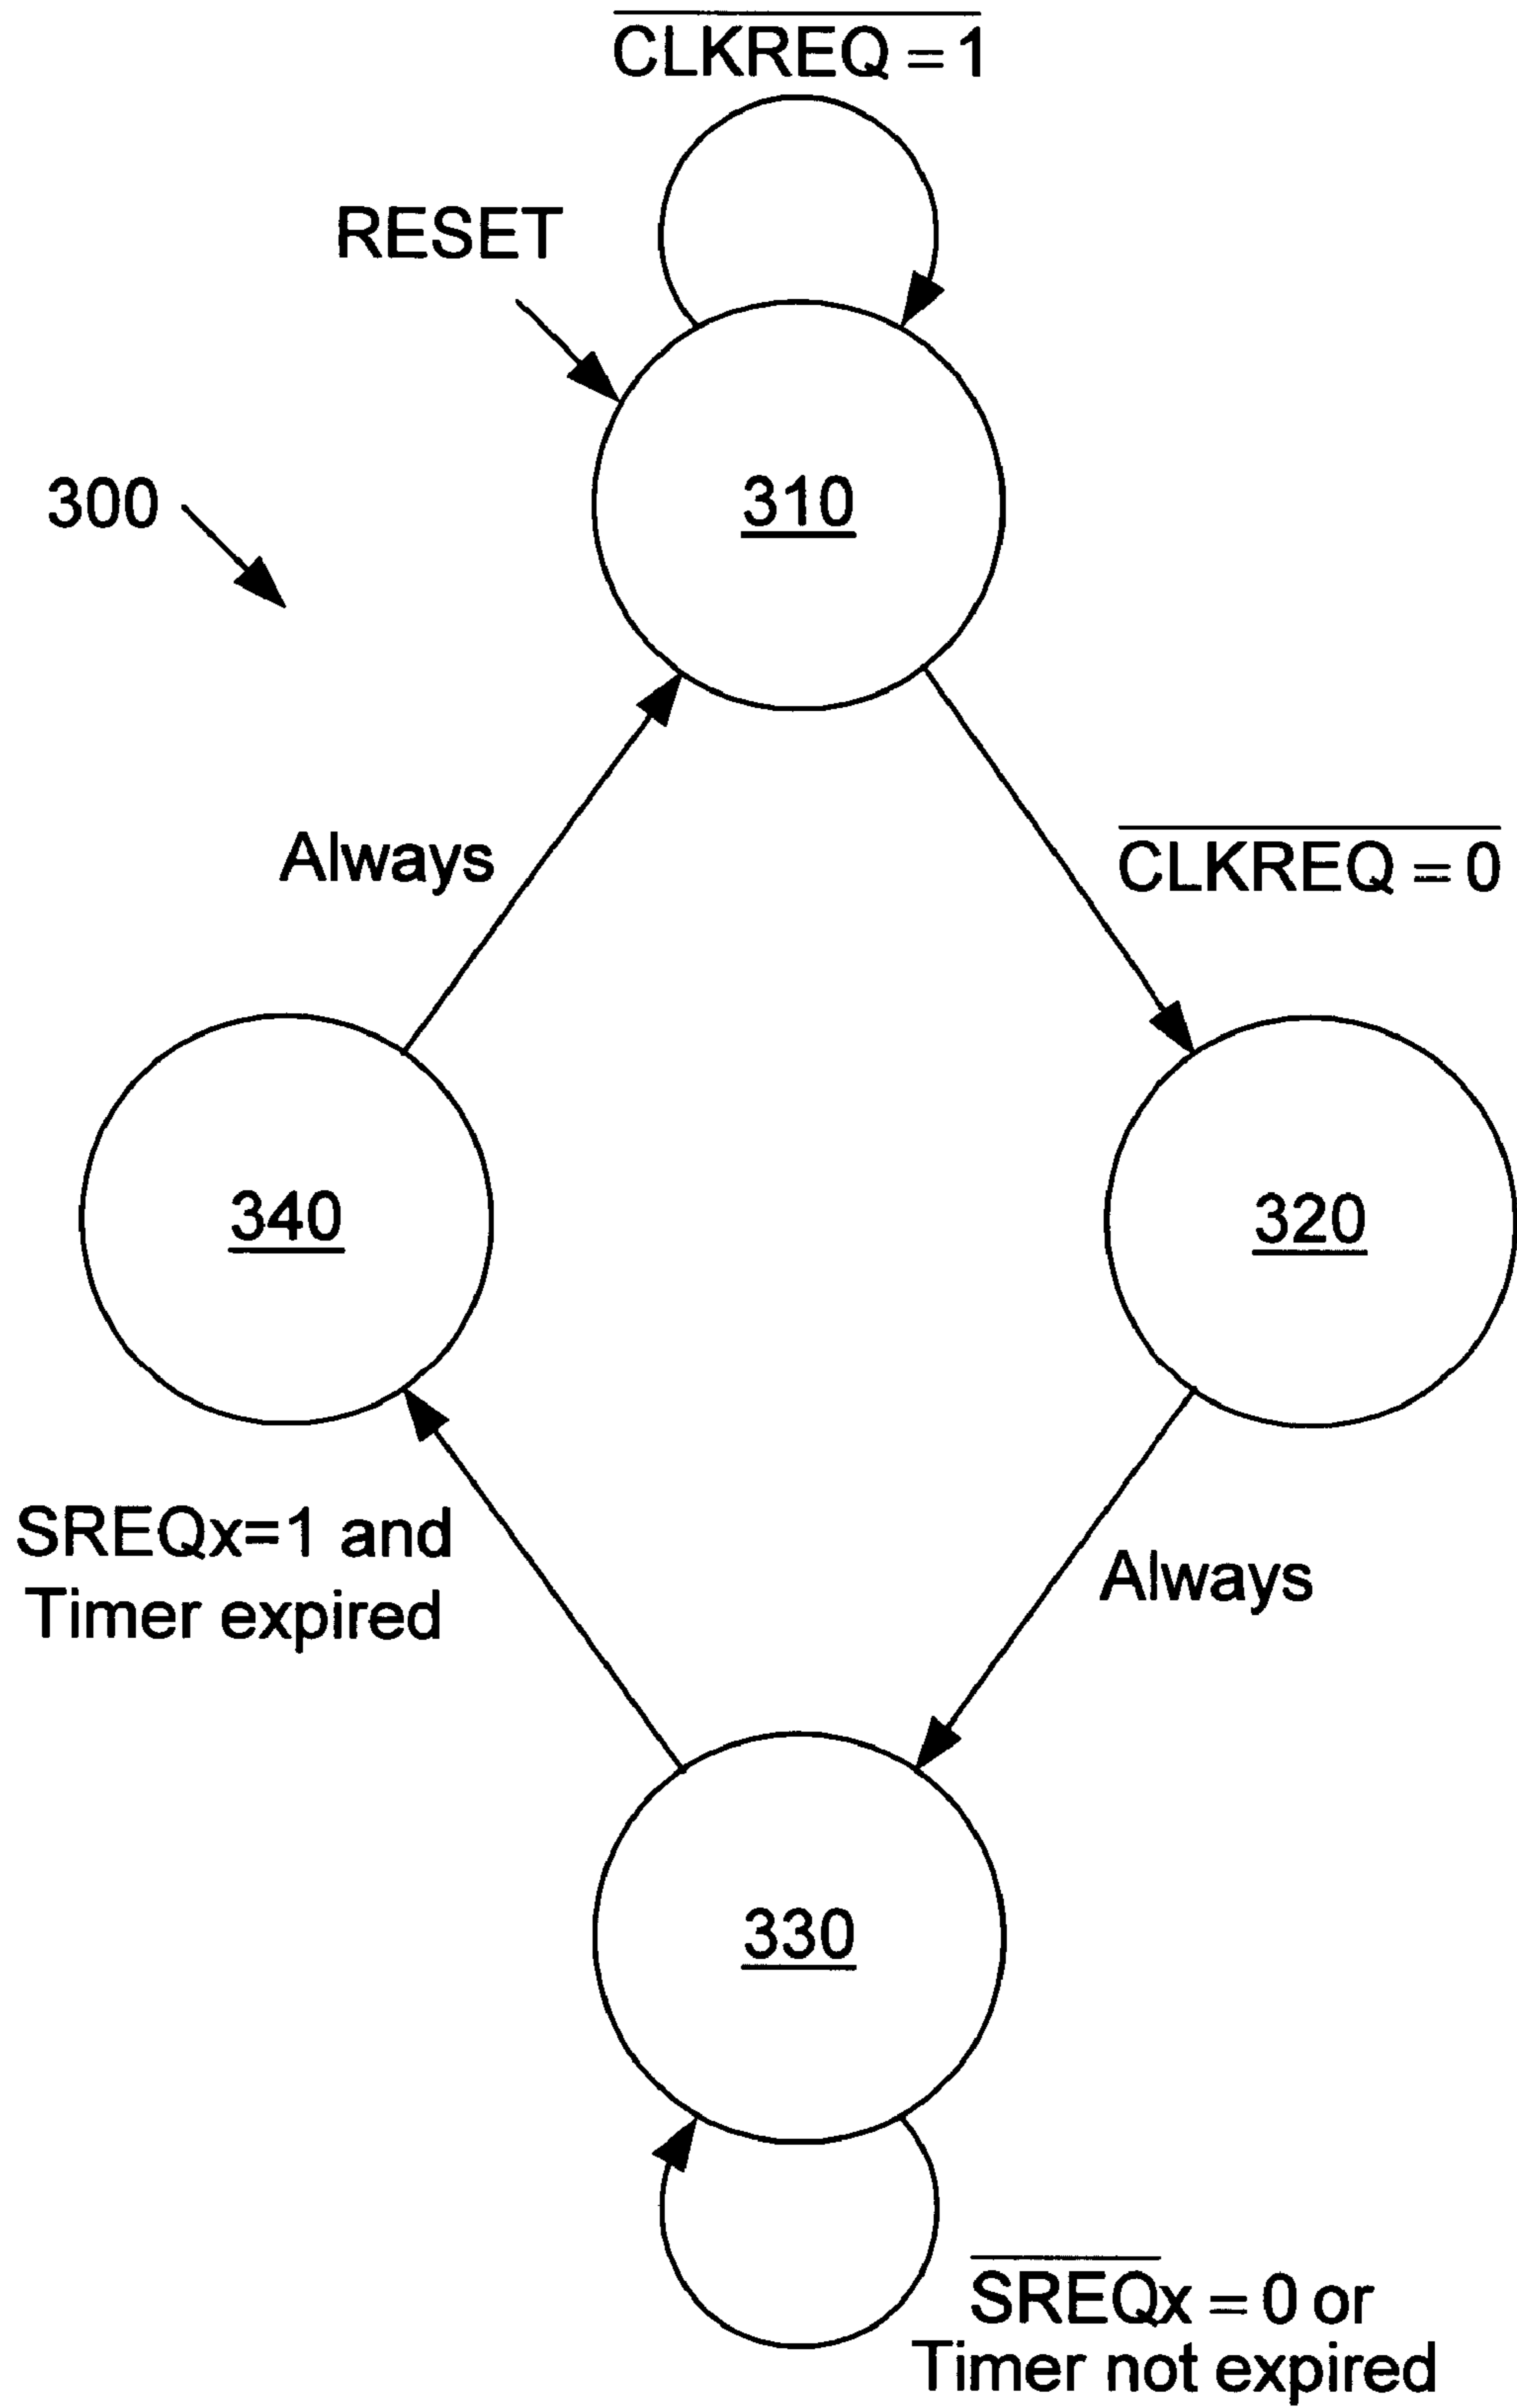 CLKREQ = 1
RESET
300
310
Always
CLKREQ = 0
340
320
SREQx=1 and
Timer expired
Always
330
SREQx = 0 or
Timer not expired